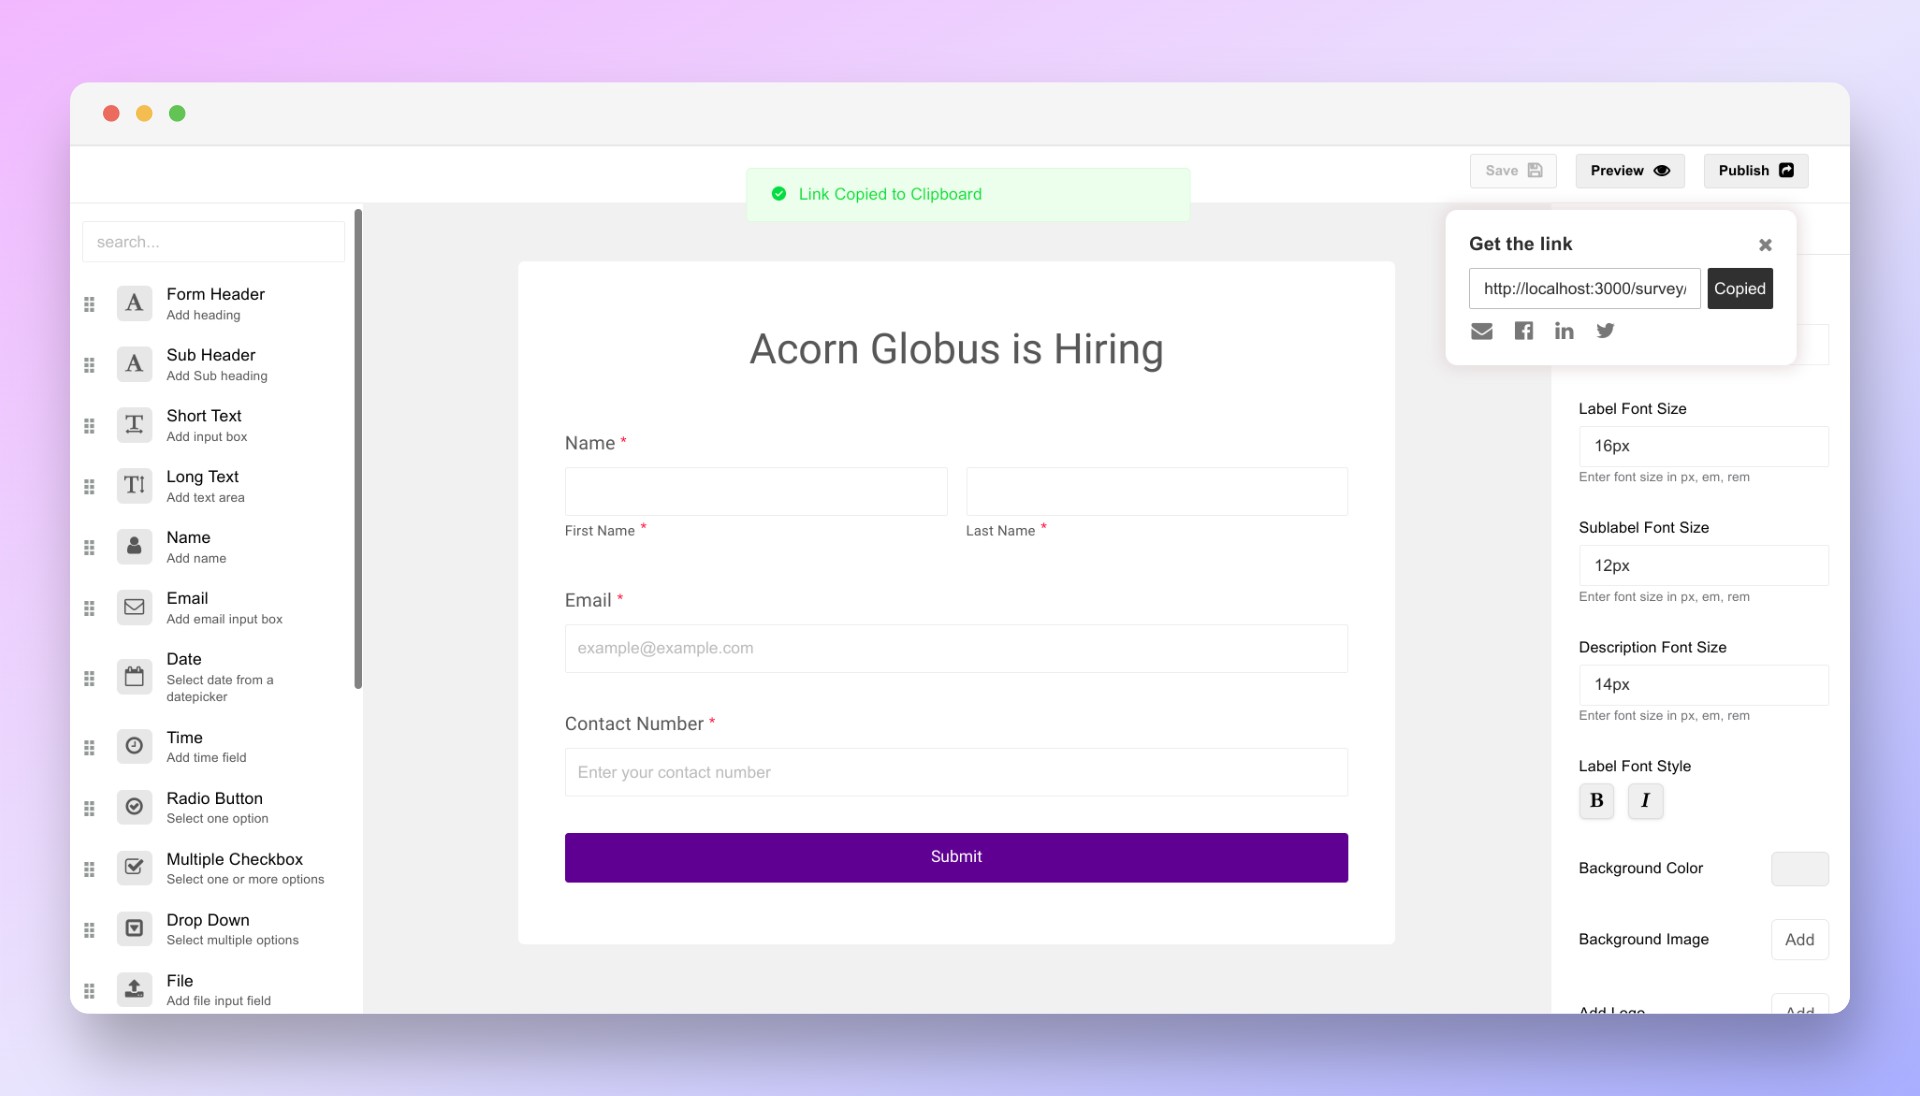 Save
Preview
Publish
Link Copied to Clipboard
search...
Form Header
Add heading
Sub Header
Add Sub heading
Short Text
Add input box
Long Text
Add text area
Name
Add name
Email
Add email input box
Date
Select date from a
datepicker
Time
Add time field
Radio Button
Select one option
Multiple Checkbox
Select one or more options
Drop Down
Select multiple options
File
Add file input field
Acorn Globus is Hiring
Name *
First Name *
Last Name *
Email *
example@example.com
Contact Number *
Enter your contact number
Submit
Get the link
http://localhost:3000/survey/
Copied
Label Font Size
16px
Enter font size in px, em, rem
Sublabel Font Size
12px
Enter font size in px, em, rem
Description Font Size
14px
Enter font size in px, em, rem
Label Font Style
B I
Background Color
Background Image
Add
Add Logo
Add